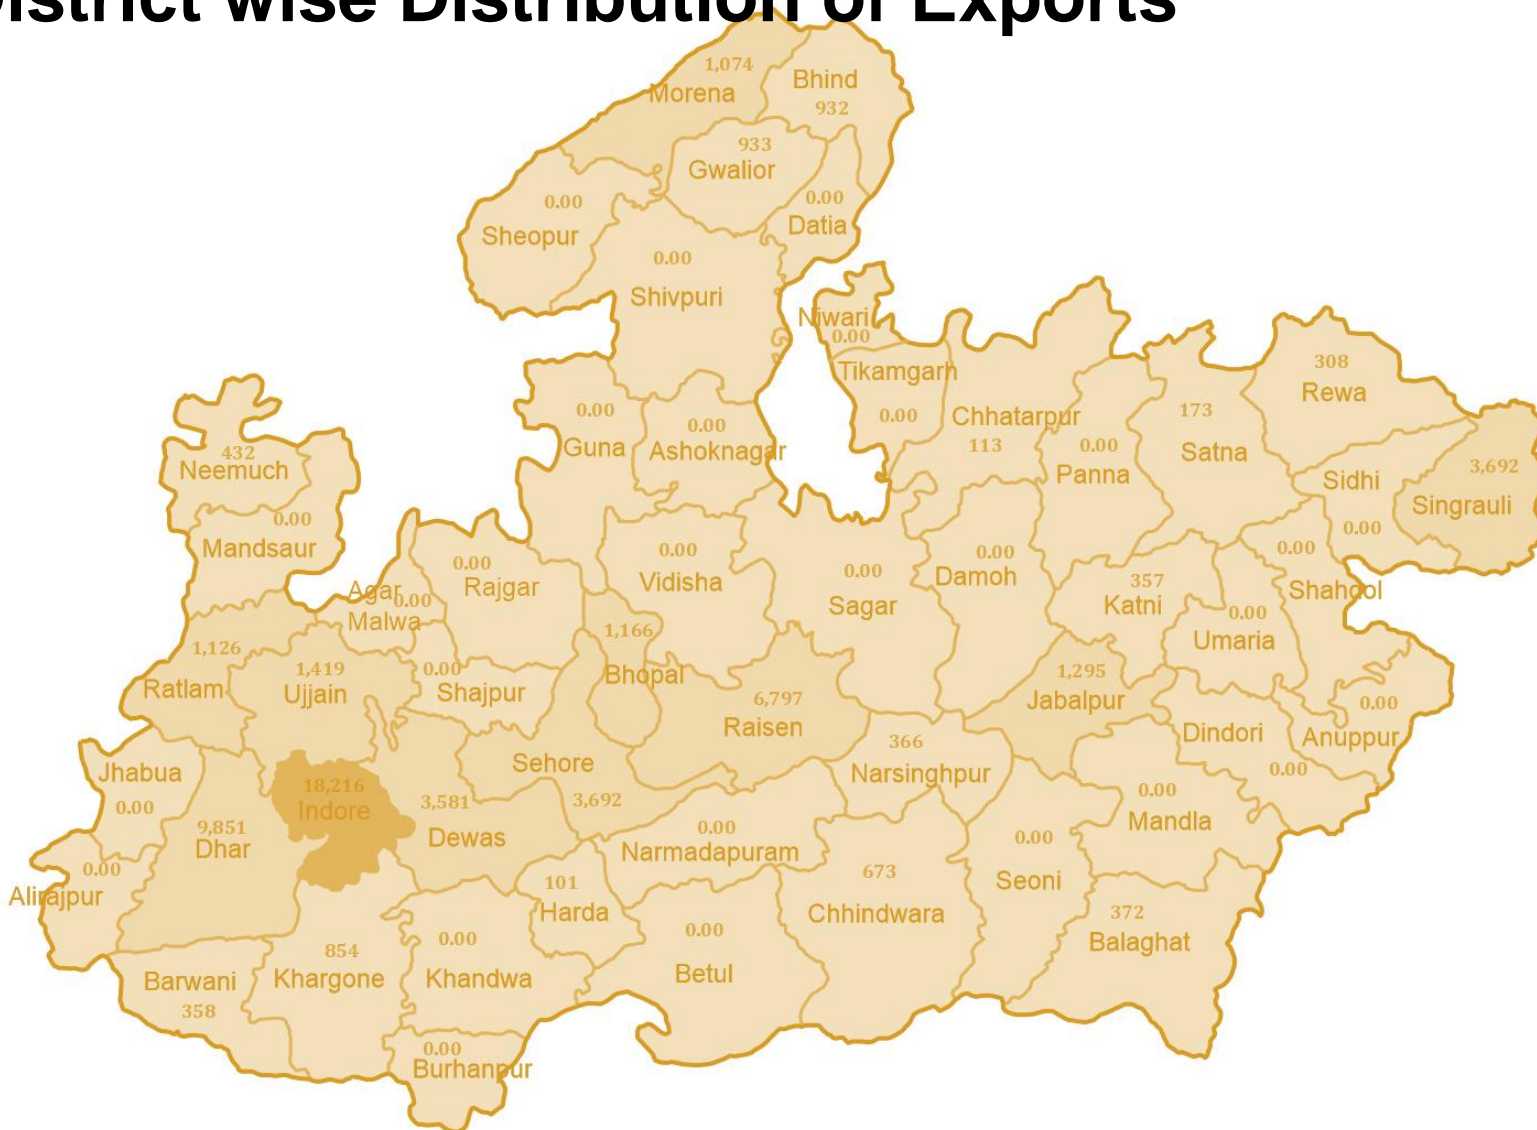 istrict wise Distribution of Exports
1,074
Morena
Bhind
932
933
Gwalior
0.00
Sheopur
0.00
Datia
0.00
Shivpuri
Niwari
0.00
Tikamgarh
0.00
Chhatarpur
113
0.00
Panna
173
Satna
308
Rewa
Sidhi
0.00
3,692
Singrauli
0.00
Guna
0.00
Ashoknagar
432
Neemuch
0.00
Mandsaur
Agar
0.00
Malwa
0.00
Rajgar
0.00
Vidisha
0.00
Sagar
0.00
Damoh
357
Katni
0.00
Shahdol
0.00
Umaria
1,126
Ratlam
1,419
Ujjain
0.00
Shajpur
1,166
Bhopal
6,797
Raisen
1,295
Jabalpur
Dindori
0.00
0.00
Anuppur
Jhabua
0.00
18,216
Indore
9,851
Dhar
3,581
Dewas
Sehore
3,692
366
Narsinghpur
0.00
Mandla
0.00
Alirajpur
0.00
Narmadapuram
673
Chhindwara
0.00
Seoni
372
Balaghat
101
Harda
Barwani
358
854
Khargone
0.00
Khandwa
0.00
Betul
0.00
Burhanpur